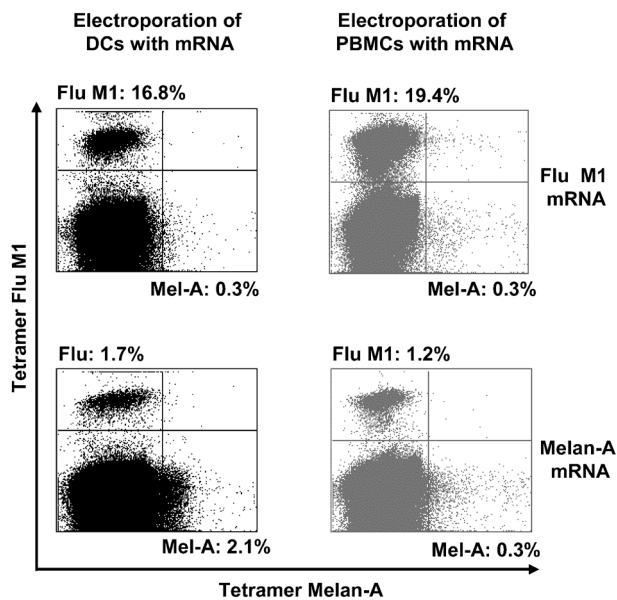 Electroporation of
DCs with mRNA
Electroporation of
PBMCs with mRNA
Flu M1: 16.8%
Flu M1: 19.4%
Flu M1
mRNA
Mel-A: 0.3%
Mel-A: 0.3%
Tetramer Flu M1
Flu: 1.7%
Flu M1: 1.2%
Melan-A
mRNA
Mel-A: 2.1%
Mel-A: 0.3%
Tetramer Melan-A